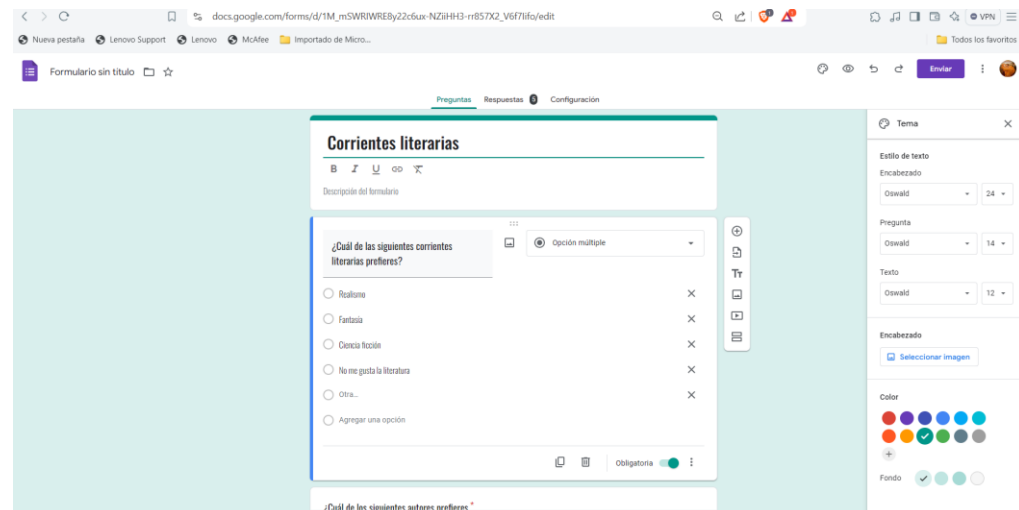 docs.google.com/forms/d/1M_mSWRIWRE8y22c6ux-NZiiHH3-rr857X2_V6f7Iifo/edit
VPN
Nueva pestaña Lenovo Support Lenovo McAfee Importado de Micro...
Todos los favoritos
Formulario sin título
Enviar
Preguntas Respuestas 5 Configuración
Corrientes literarias
B I U
Descripción del formulario
¿Cuál de las siguientes corrientes
literarias prefieres?
Opción múltiple
Realismo
Fantasía
Ciencia ficción
No me gusta la literatura
Otra...
Agregar una opción
Obligatoria
¿Cuál de los siguientes autores prefieres *
Tt
Tema
Estilo de texto
Encabezado
Oswald 24
Pregunta
Oswald 14
Texto
Oswald 12
Encabezado
Seleccionar imagen
Color
Fondo